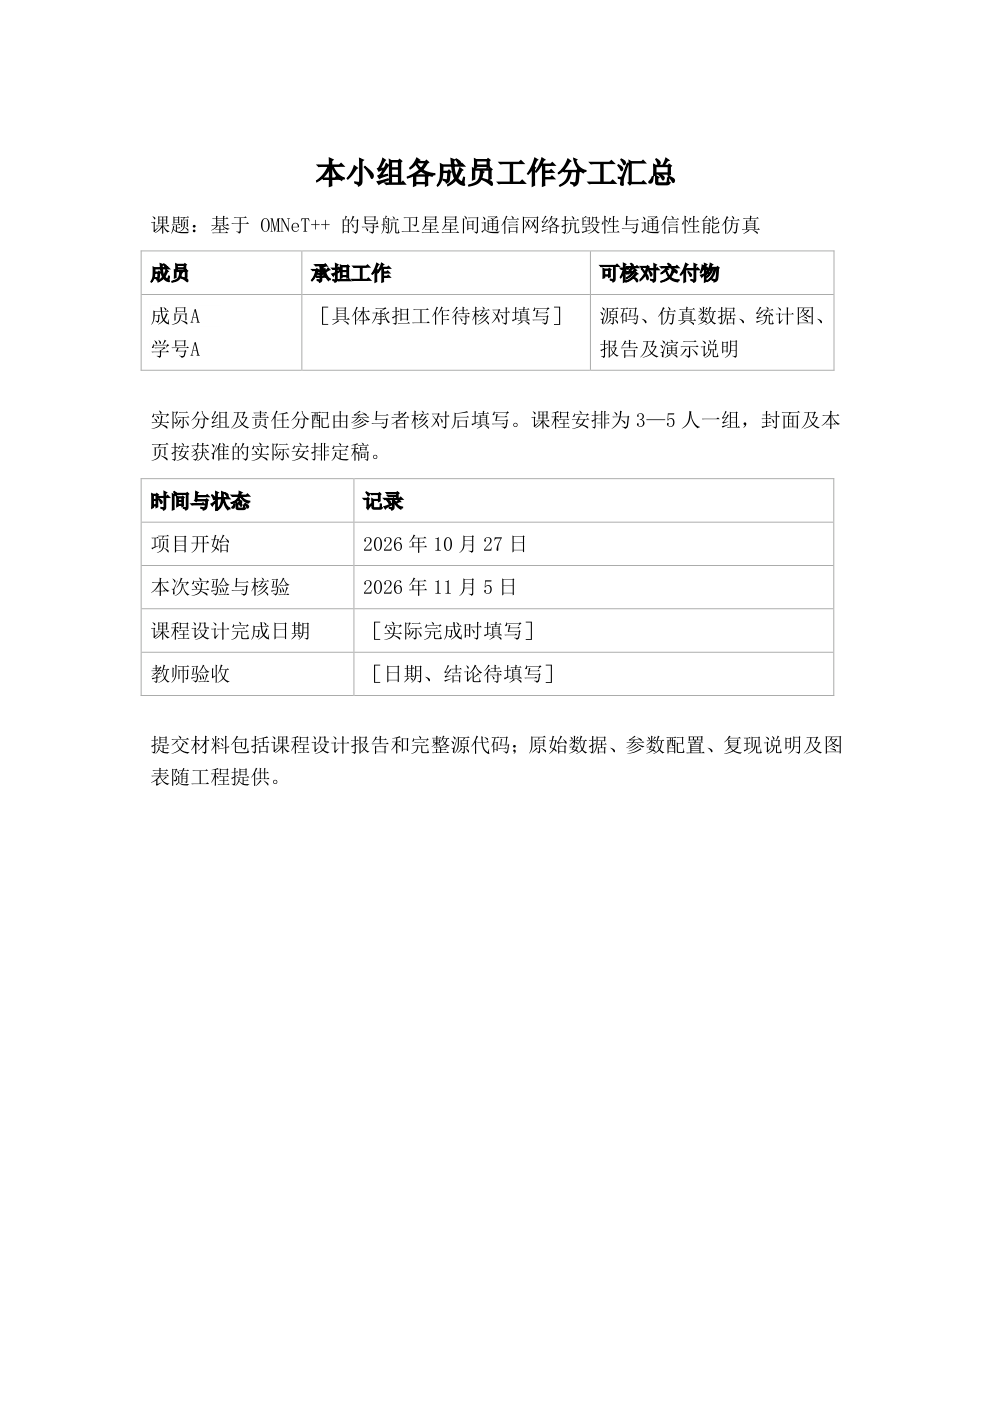 本小组各成员工作分工汇总
课题：基于 OMNeT++ 的导航卫星星间通信网络抗毁性与通信性能仿真
成员 承担工作 可核对交付物
成员A ［具体承担工作待核对填写］ 源码、仿真数据、统计图、
学号A 报告及演示说明
实际分组及责任分配由参与者核对后填写。课程安排为 3—5 人一组，封面及本
页按获准的实际安排定稿。
时间与状态 记录
项目开始 2026 年 10 月 27 日
本次实验与核验 2026 年 11 月 5 日
课程设计完成日期 ［实际完成时填写］
教师验收 ［日期、结论待填写］
提交材料包括课程设计报告和完整源代码；原始数据、参数配置、复现说明及图
表随工程提供。